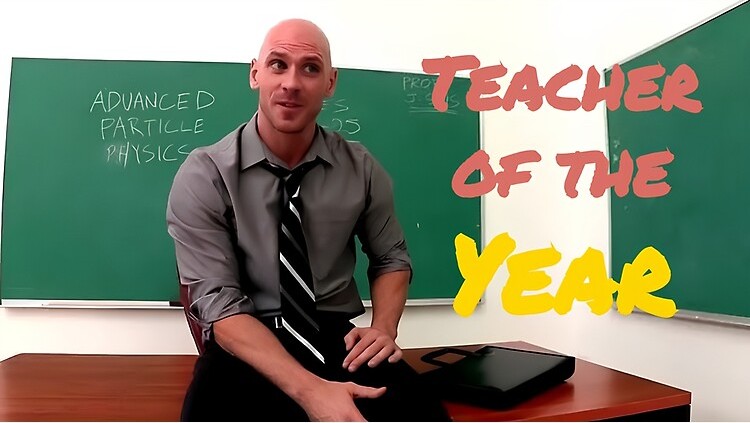 ADVANCED
PARTICLE
PHYSICS
TEACHER
OF THE
YEAR